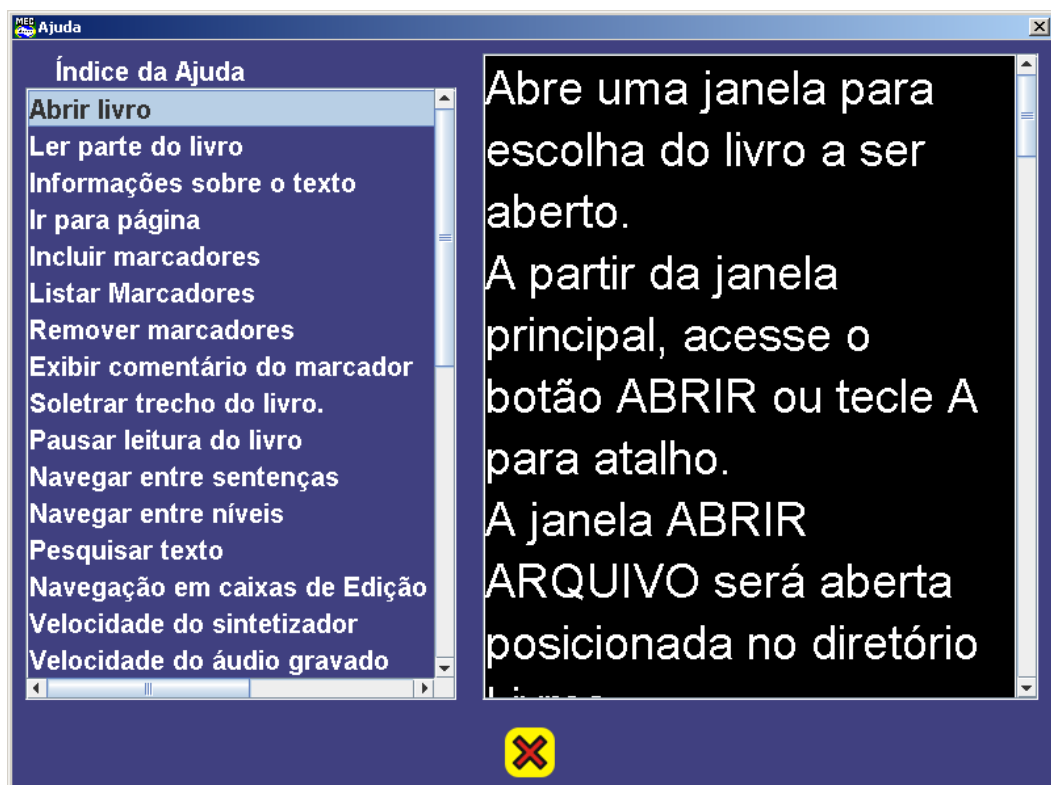 MEC
Ajuda
Índice da Ajuda
Abrir livro
Ler parte do livro
Informações sobre o texto
Ir para página
Incluir marcadores
Listar Marcadores
Remover marcadores
Exibir comentário do marcador
Soletrar trecho do livro.
Pausar leitura do livro
Navegar entre sentenças
Navegar entre níveis
Pesquisar texto
Navegação em caixas de Edição
Velocidade do sintetizador
Velocidade do áudio gravado
Abre uma janela para
escolha do livro a ser
aberto.
A partir da janela
principal, acesse o
botão ABRIR ou tecle A
para atalho.
A janela ABRIR
ARQUIVO será aberta
posicionada no diretório